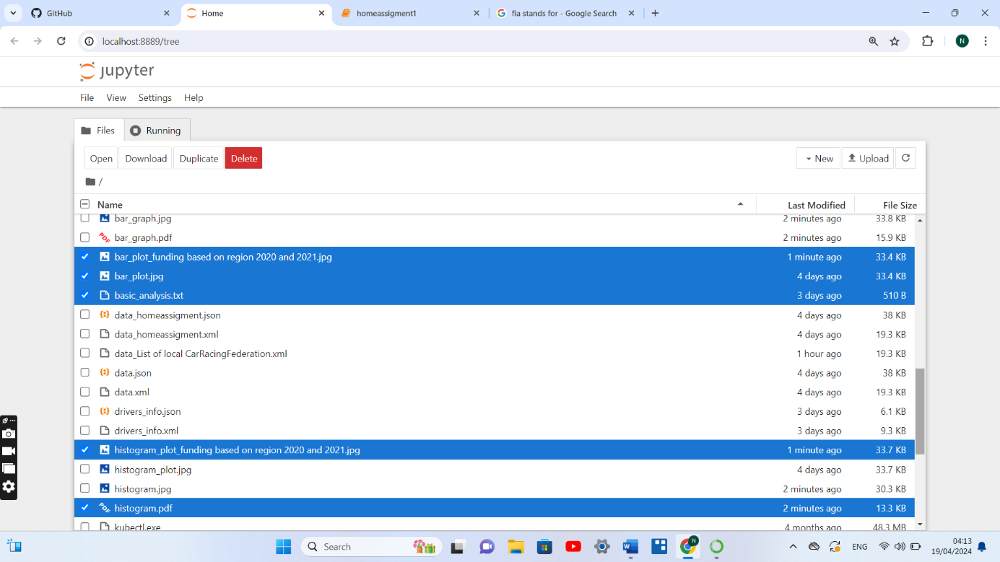 GitHub
Home
homeassigment1
fia stands for - Google Search
localhost:8889/tree
N
jupyter
File View Settings Help
Files Running
Open Download Duplicate Delete New Upload
/
Name Last Modified File Size
bar_graph.jpg 2 minutes ago 33.8 KB
PDF bar_graph.pdf 2 minutes ago 15.9 KB
bar_plot_funding based on region 2020 and 2021.jpg 1 minute ago 33.4 KB
bar_plot.jpg 4 days ago 33.4 KB
basic_analysis.txt 3 days ago 510 B
data_homeassigment.json 4 days ago 38 KB
data_homeassigment.xml 4 days ago 19.3 KB
data_List of local CarRacingFederation.xml 1 hour ago 19.3 KB
data.json 4 days ago 38 KB
data.xml 4 days ago 19.3 KB
drivers_info.json 3 days ago 6.1 KB
drivers_info.xml 3 days ago 9.3 KB
histogram_plot_funding based on region 2020 and 2021.jpg 1 minute ago 33.7 KB
histogram_plot.jpg 4 days ago 33.7 KB
histogram.jpg 2 minutes ago 30.3 KB
PDF histogram.pdf 2 minutes ago 13.3 KB
kubectl.exe 4 months ago 48.3 MB
Search
W
N
ENG
04:13
19/04/2024